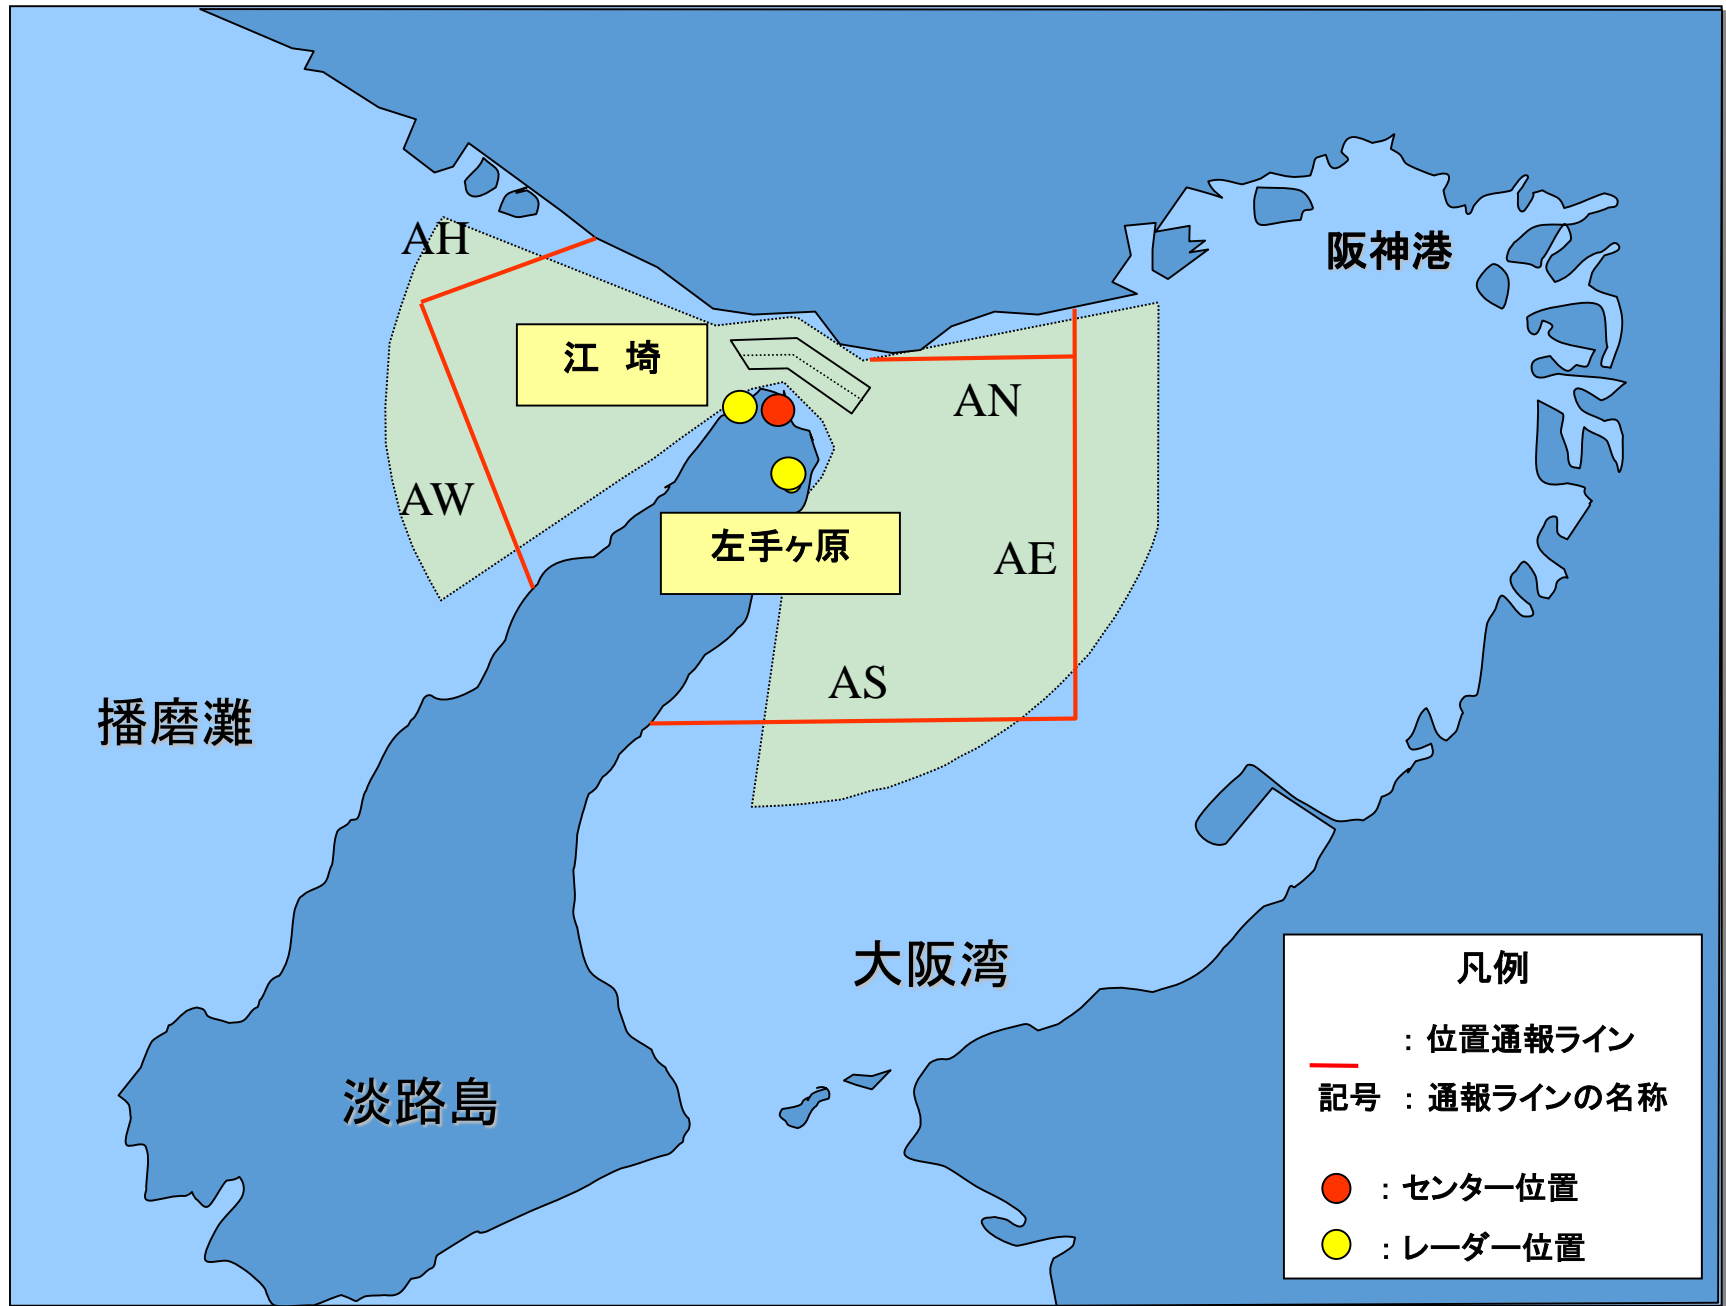 AH
阪神港
江　埼
AN
AW
左手ヶ原
AE
AS
播磨灘
大阪湾
淡路島
凡例
：位置通報ライン
記号 ：通報ラインの名称
：センター位置
：レーダー位置